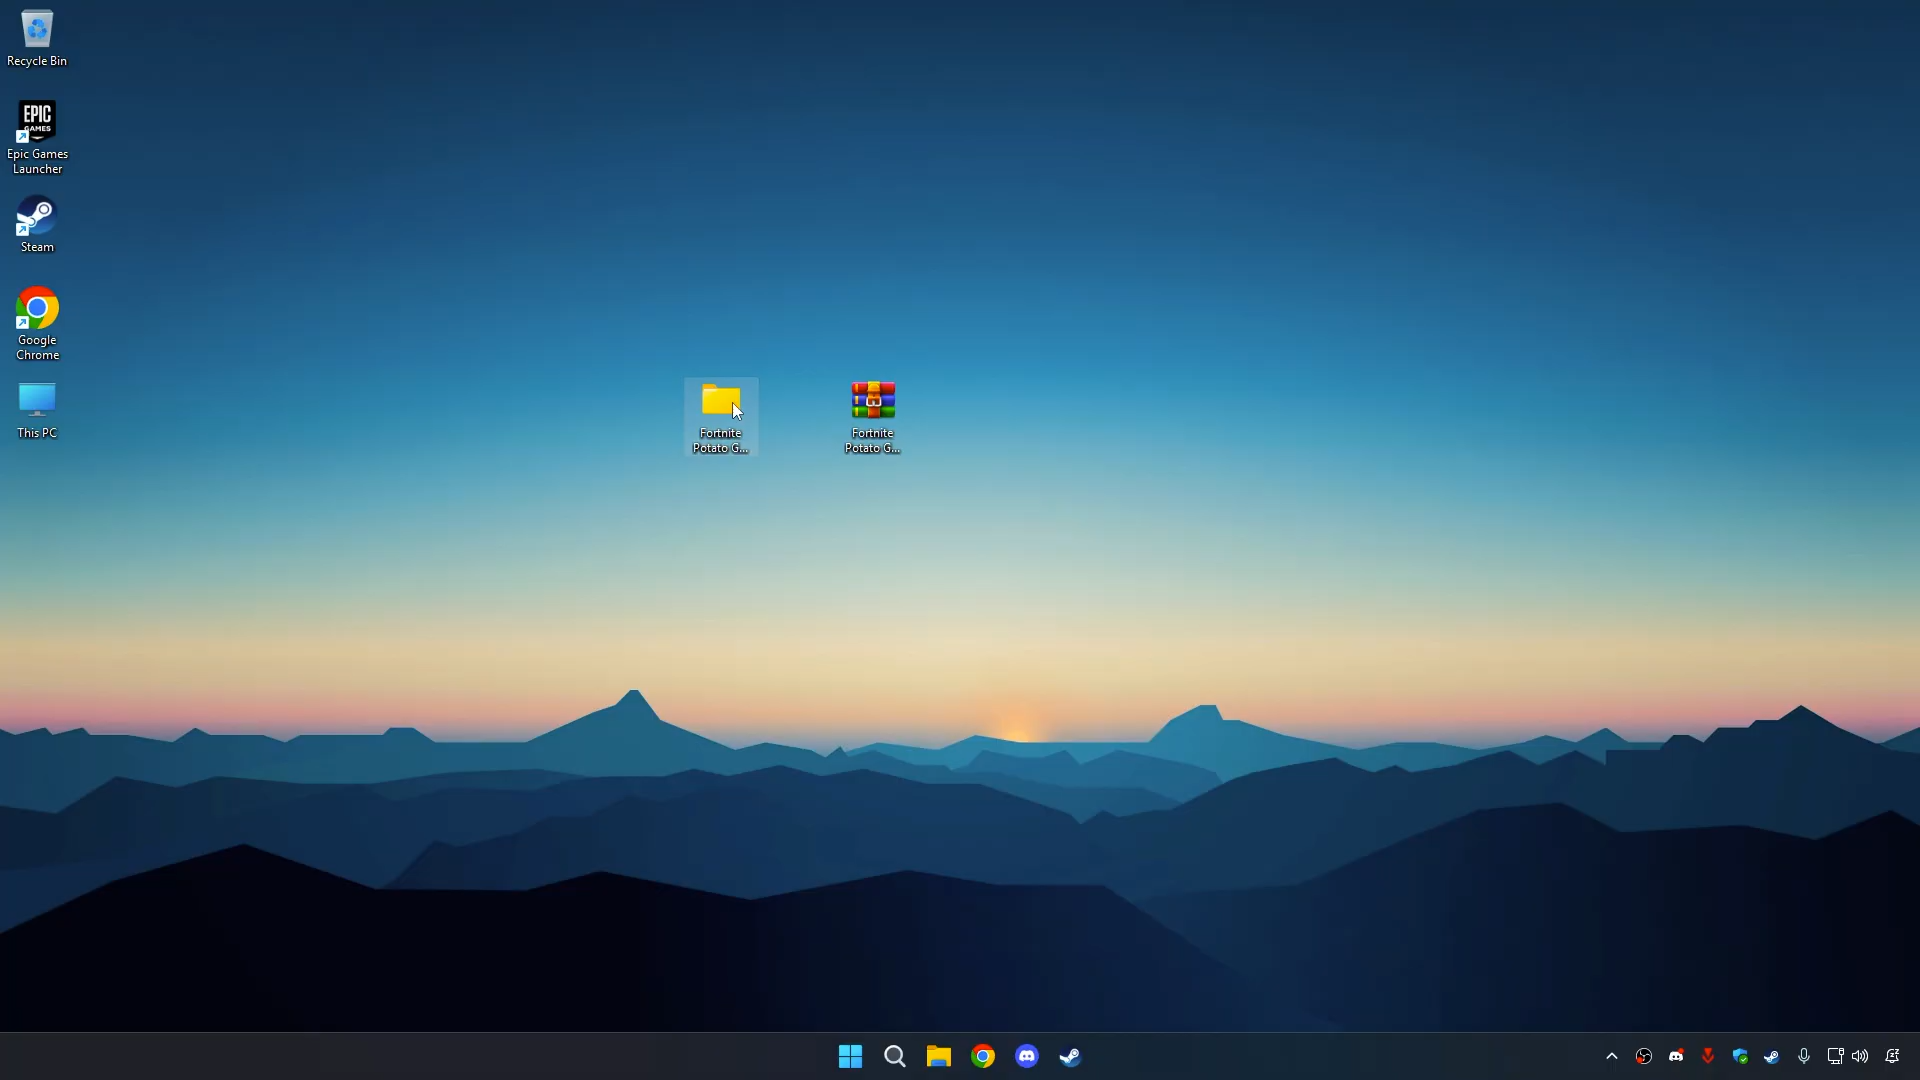 Recycle Bin
EPIC
GAMES
Epic Games
Launcher
Steam
Google
Chrome
This PC
Fortnite
Potato G...
Fortnite
Potato G...